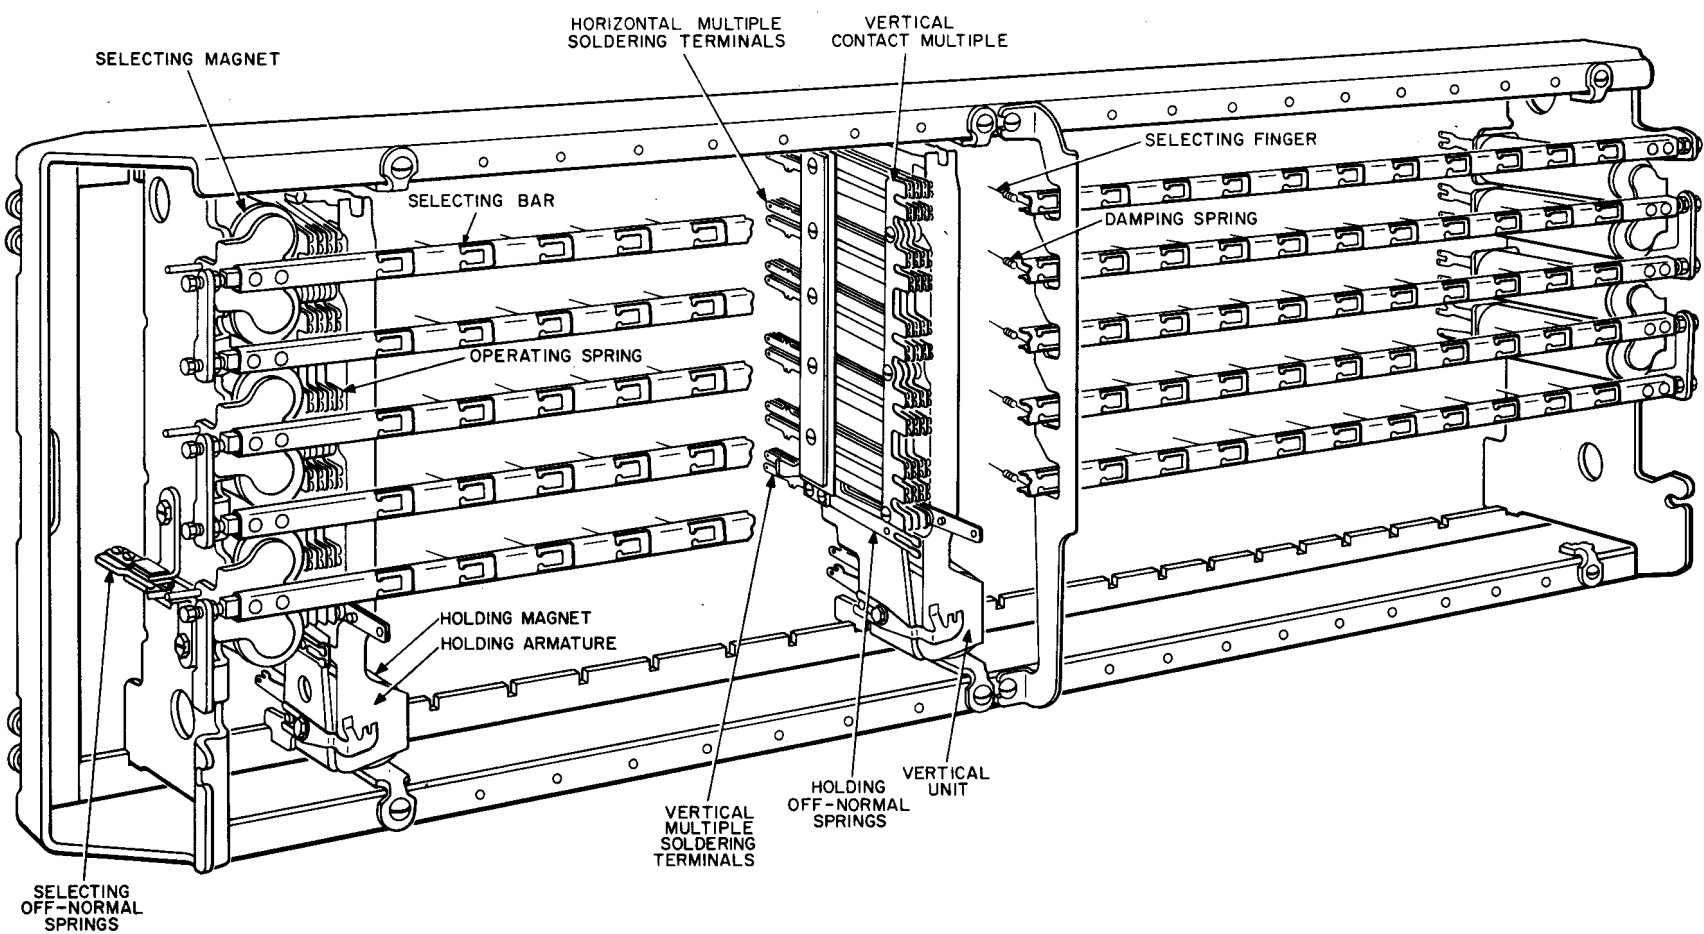 HORIZONTAL MULTIPLE
SOLDERING TERMINALS
VERTICAL
CONTACT MULTIPLE
SELECTING MAGNET
SELECTING FINGER
SELECTING BAR
DAMPING SPRING
OPERATING SPRING
HOLDING MAGNET
HOLDING ARMATURE
VERTICAL
UNIT
HOLDING
OFF-NORMAL
SPRINGS
VERTICAL
MULTIPLE
SOLDERING
TERMINALS
SELECTING
OFF-NORMAL
SPRINGS